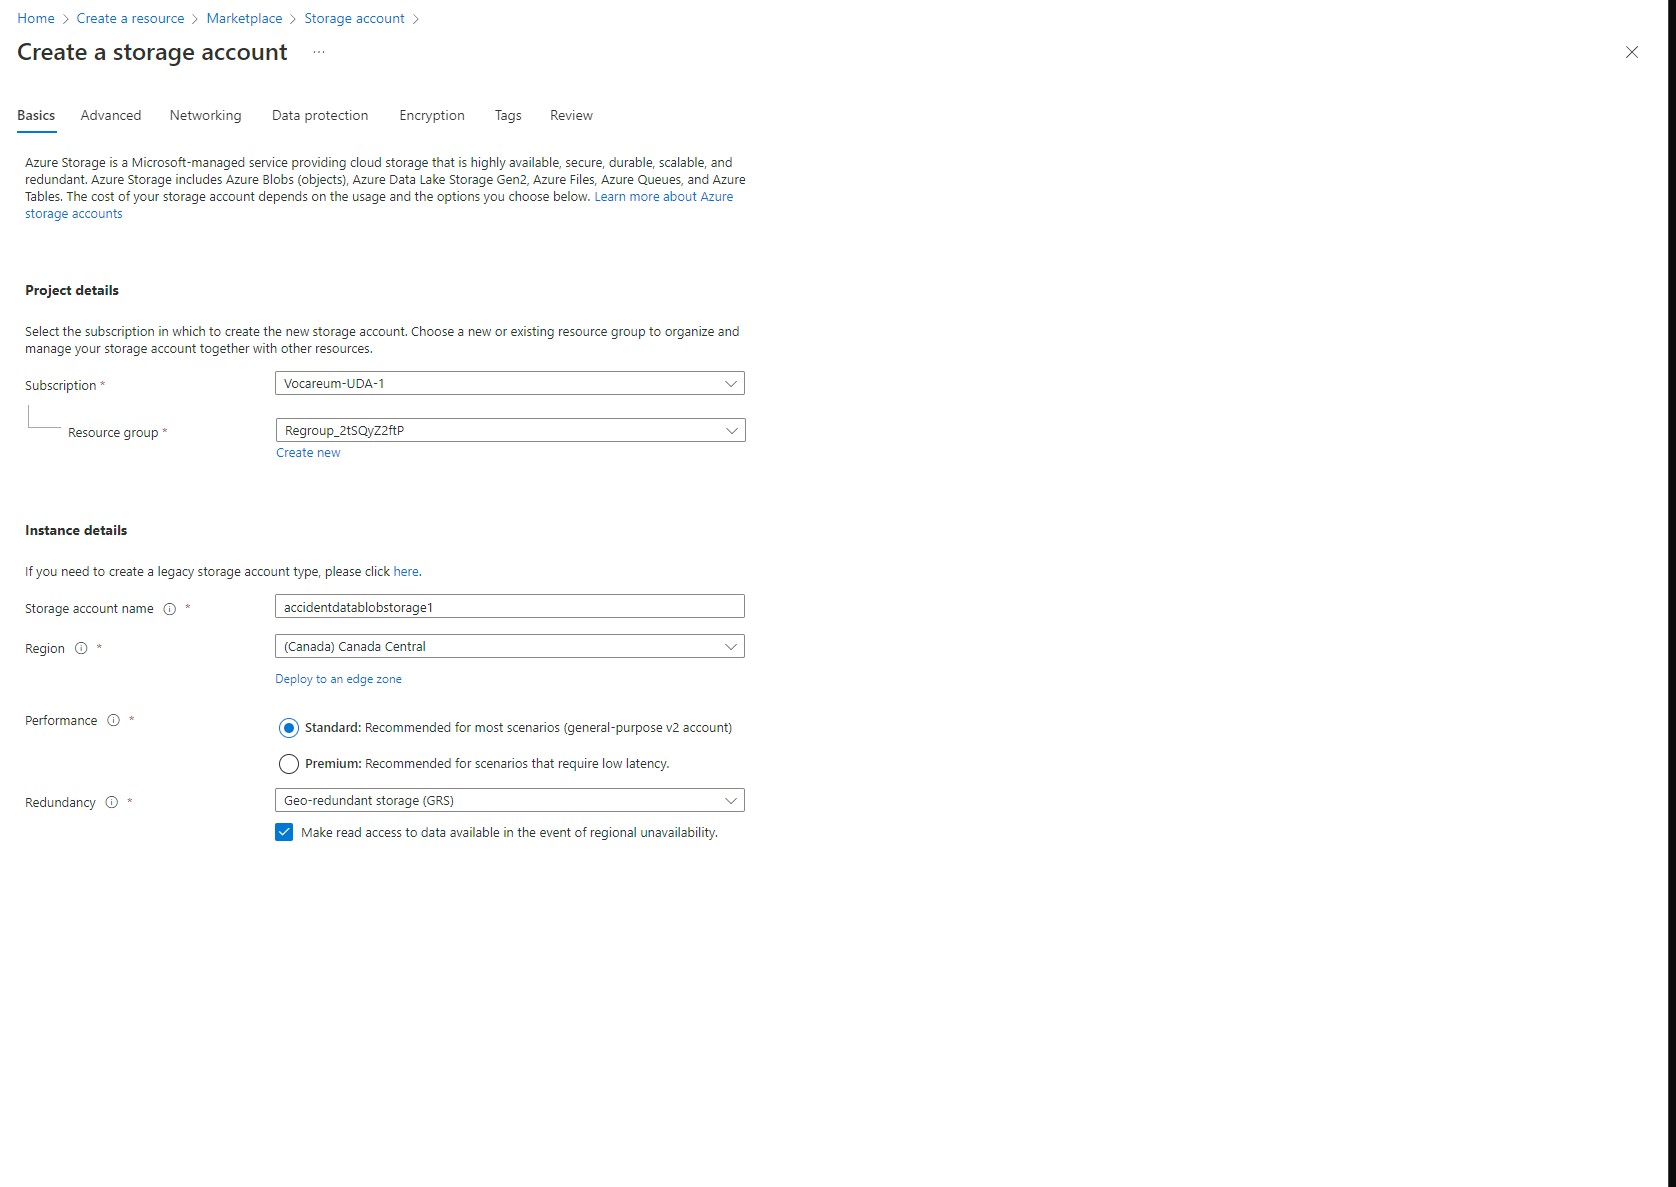 Home > Create a resource > Marketplace > Storage account >
Create a storage account ...
Basics Advanced Networking Data protection Encryption Tags Review
Azure Storage is a Microsoft-managed service providing cloud storage that is highly available, secure, durable, scalable, and
redundant. Azure Storage includes Azure Blobs (objects), Azure Data Lake Storage Gen2, Azure Files, Azure Queues, and Azure
Tables. The cost of your storage account depends on the usage and the options you choose below. Learn more about Azure
storage accounts
Project details
Select the subscription in which to create the new storage account. Choose a new or existing resource group to organize and
manage your storage account together with other resources.
Subscription * Vocareum-UDA-1
Resource group * Regroup_2tSQyZ2ftP
Create new
Instance details
If you need to create a legacy storage account type, please click here.
Storage account name * accidentdatablobstorage1
Region * (Canada) Canada Central
Deploy to an edge zone
Performance * Standard: Recommended for most scenarios (general-purpose v2 account)
Premium: Recommended for scenarios that require low latency.
Redundancy * Geo-redundant storage (GRS)
Make read access to data available in the event of regional unavailability.